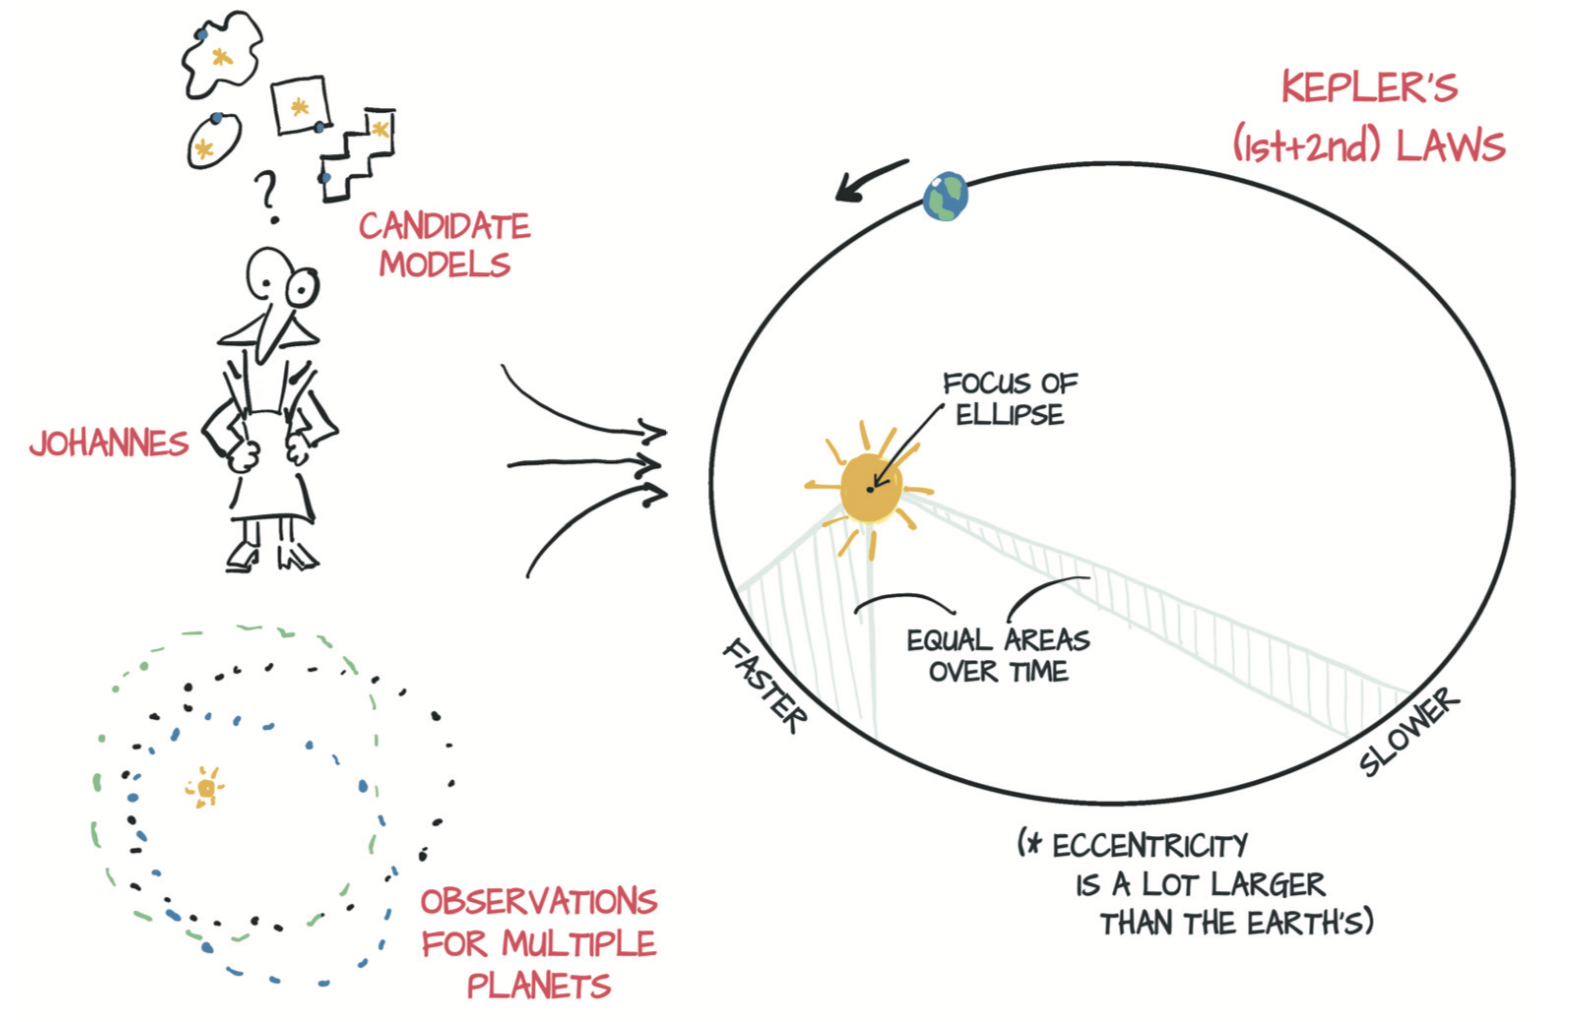 ?
CANDIDATE
MODELS
JOHANNES
OBSERVATIONS
FOR MULTIPLE
PLANETS
KEPLER'S
(1st+2nd) LAWS
FOCUS OF
ELLIPSE
EQUAL AREAS
OVER TIME
FASTER
SLOWER
(* ECCENTRICITY
IS A LOT LARGER
THAN THE EARTH'S)